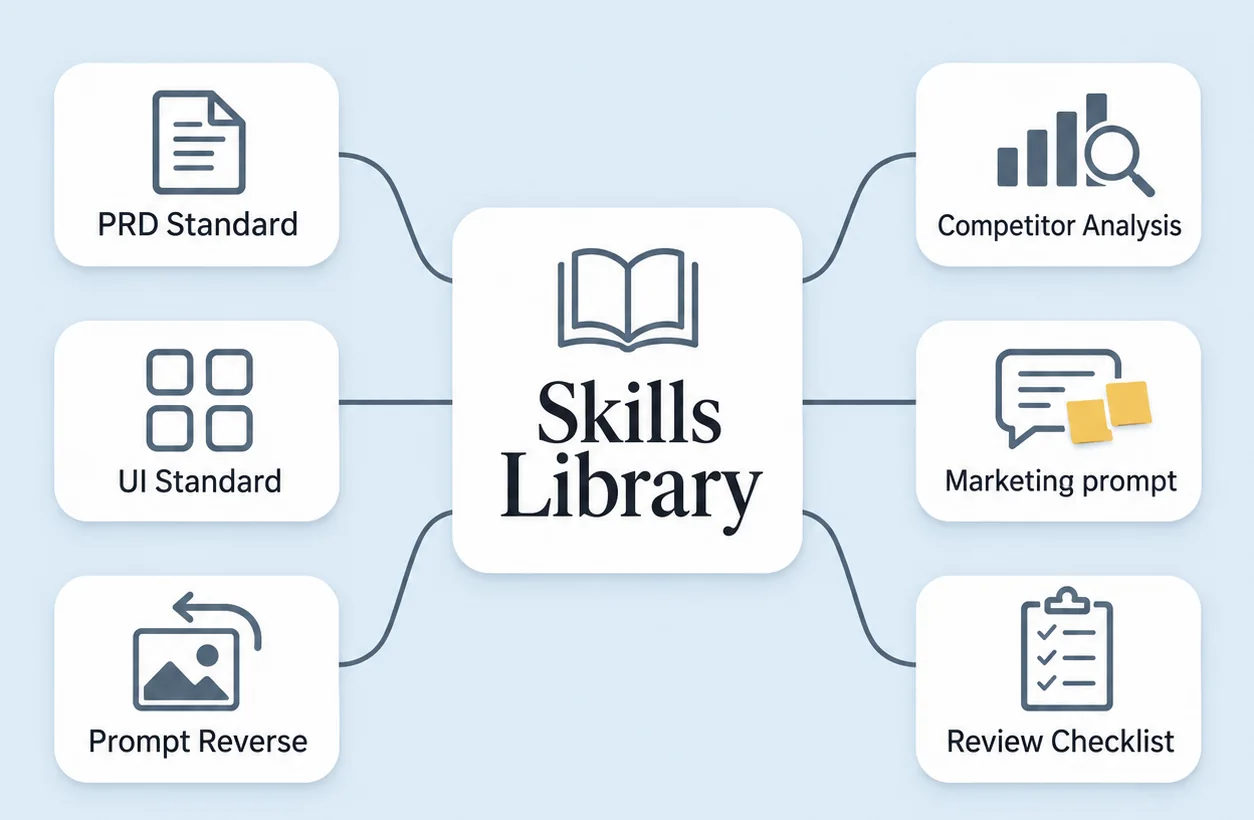 PRD Standard
UI Standard
Prompt Reverse
Skills
Library
Competitor Analysis
Marketing prompt
Review Checklist